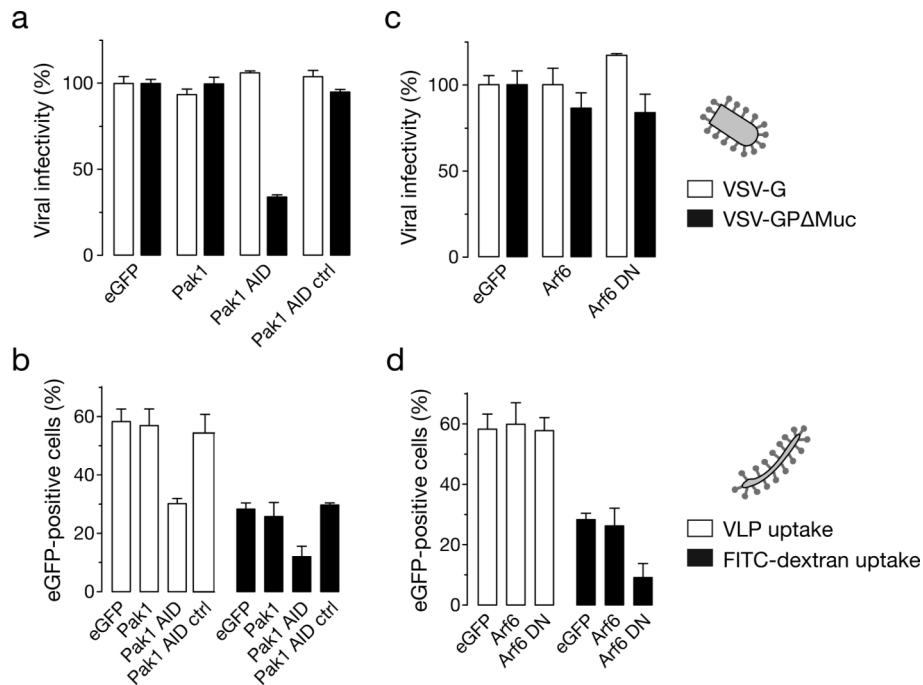 a
Viral infectivity (%)
100
50
0
eGFP
Pak1
Pak1 AID
Pak1 AID ctrl
c
Viral infectivity (%)
100
50
0
eGFP
Arf6
Arf6 DN
VSV-G
VSV-GPΔMuc
b
eGFP-positive cells (%)
60
40
20
0
eGFP
Pak1
Pak1 AID
Pak1 AID ctrl
eGFP
Pak1
Pak1 AID
Pak1 AID ctrl
d
eGFP-positive cells (%)
60
40
20
0
eGFP
Arf6
Arf6 DN
eGFP
Arf6
Arf6 DN
VLP uptake
FITC-dextran uptake